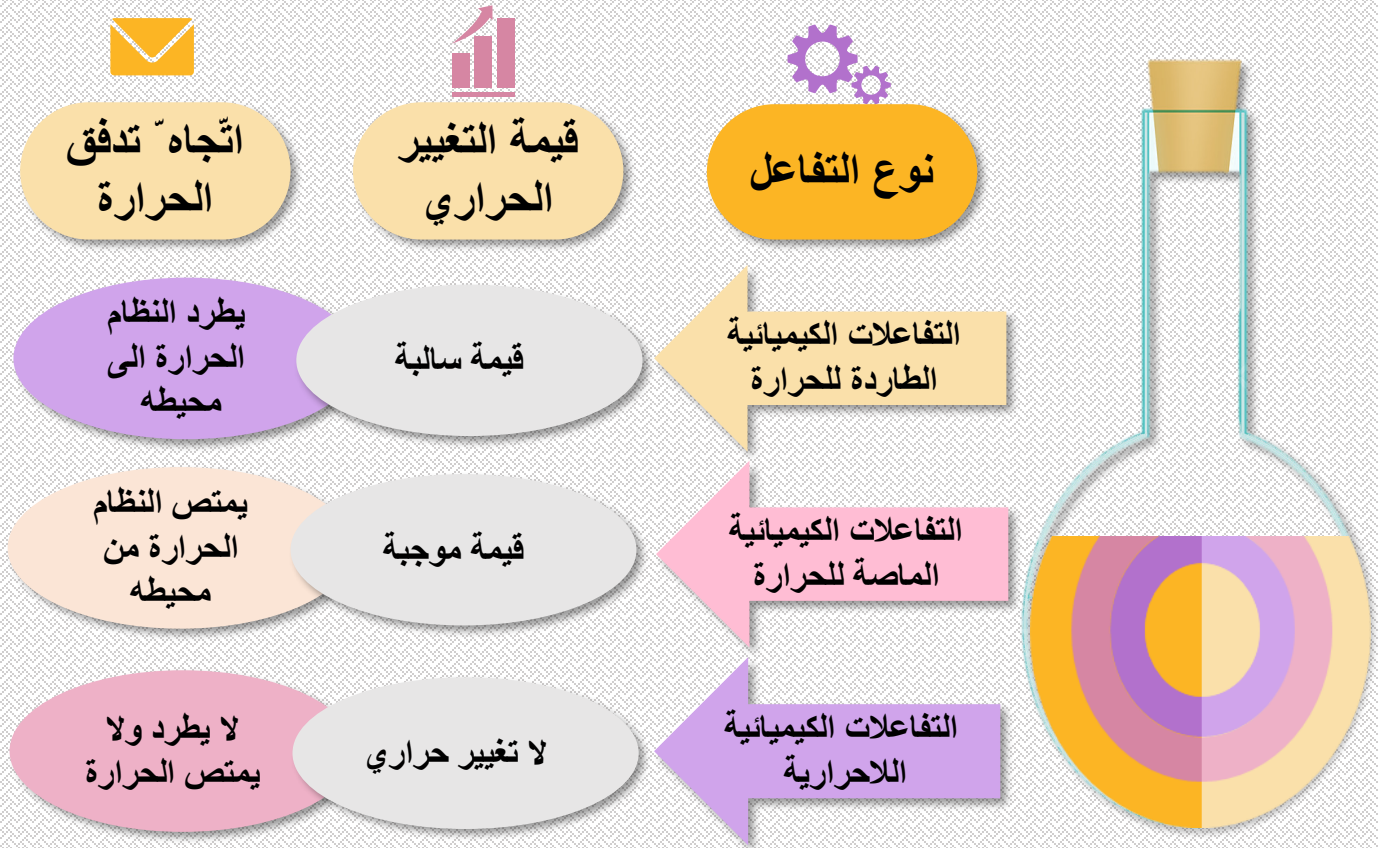 نوع التفاعل
قيمة التغيير
الحراري
اتّجاه ّ تدفق
الحرارة
التفاعلات الكيميائية
الطاردة للحرارة
قيمة سالبة
يطرد النظام
الحرارة الى
محيطه
التفاعلات الكيميائية
الماصة للحرارة
قيمة موجبة
يمتص النظام
الحرارة من
محيطه
التفاعلات الكيميائية
اللاحرارية
لا تغيير حراري
لا يطرد ولا
يمتص الحرارة